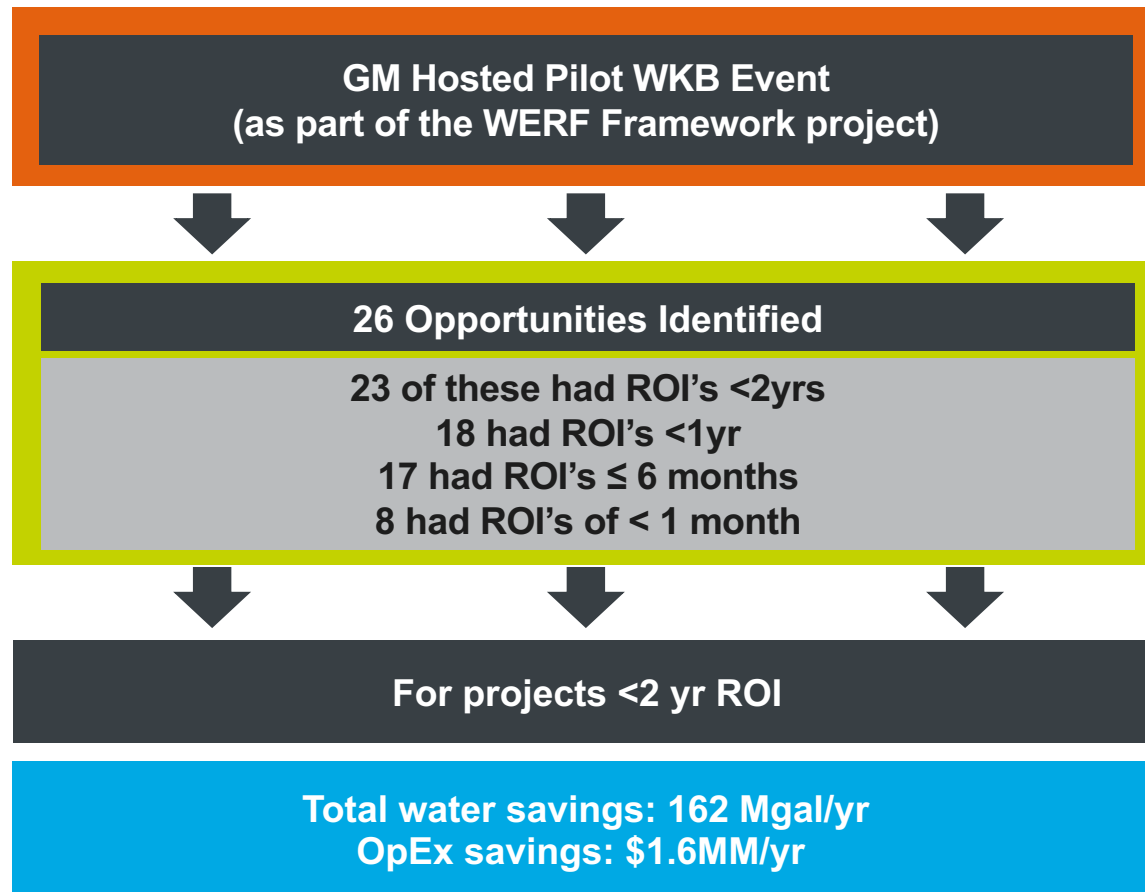 GM Hosted Pilot WKB Event
(as part of the WERF Framework project)
26 Opportunities Identified
23 of these had ROI’s <2yrs
18 had ROI’s <1yr
17 had ROI’s ≤ 6 months
8 had ROI’s of < 1 month
For projects <2 yr ROI
Total water savings: 162 Mgal/yr
OpEx savings: $1.6MM/yr